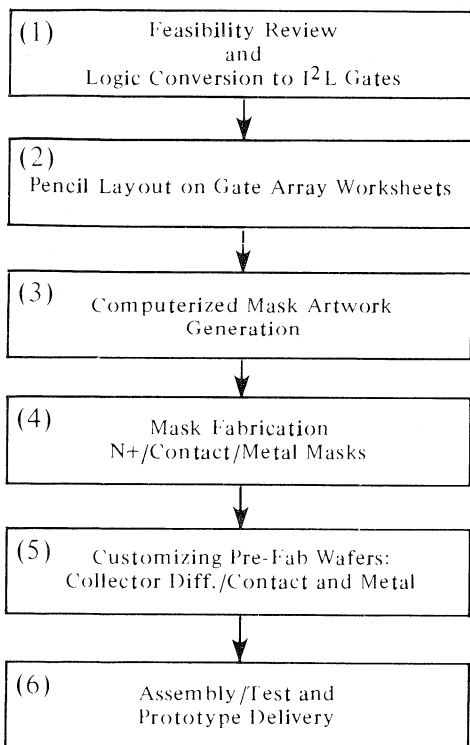 (1)
Feasibility Review
and
Logic Conversion to I²L Gates
(2)
Pencil Layout on Gate Array Worksheets
(3)
Computerized Mask Artwork
Generation
(4)
Mask Fabrication
N+/Contact/Metal Masks
(5)
Customizing Pre-Fab Wafers:
Collector Diff./Contact and Metal
(6)
Assembly/Test and
Prototype Delivery